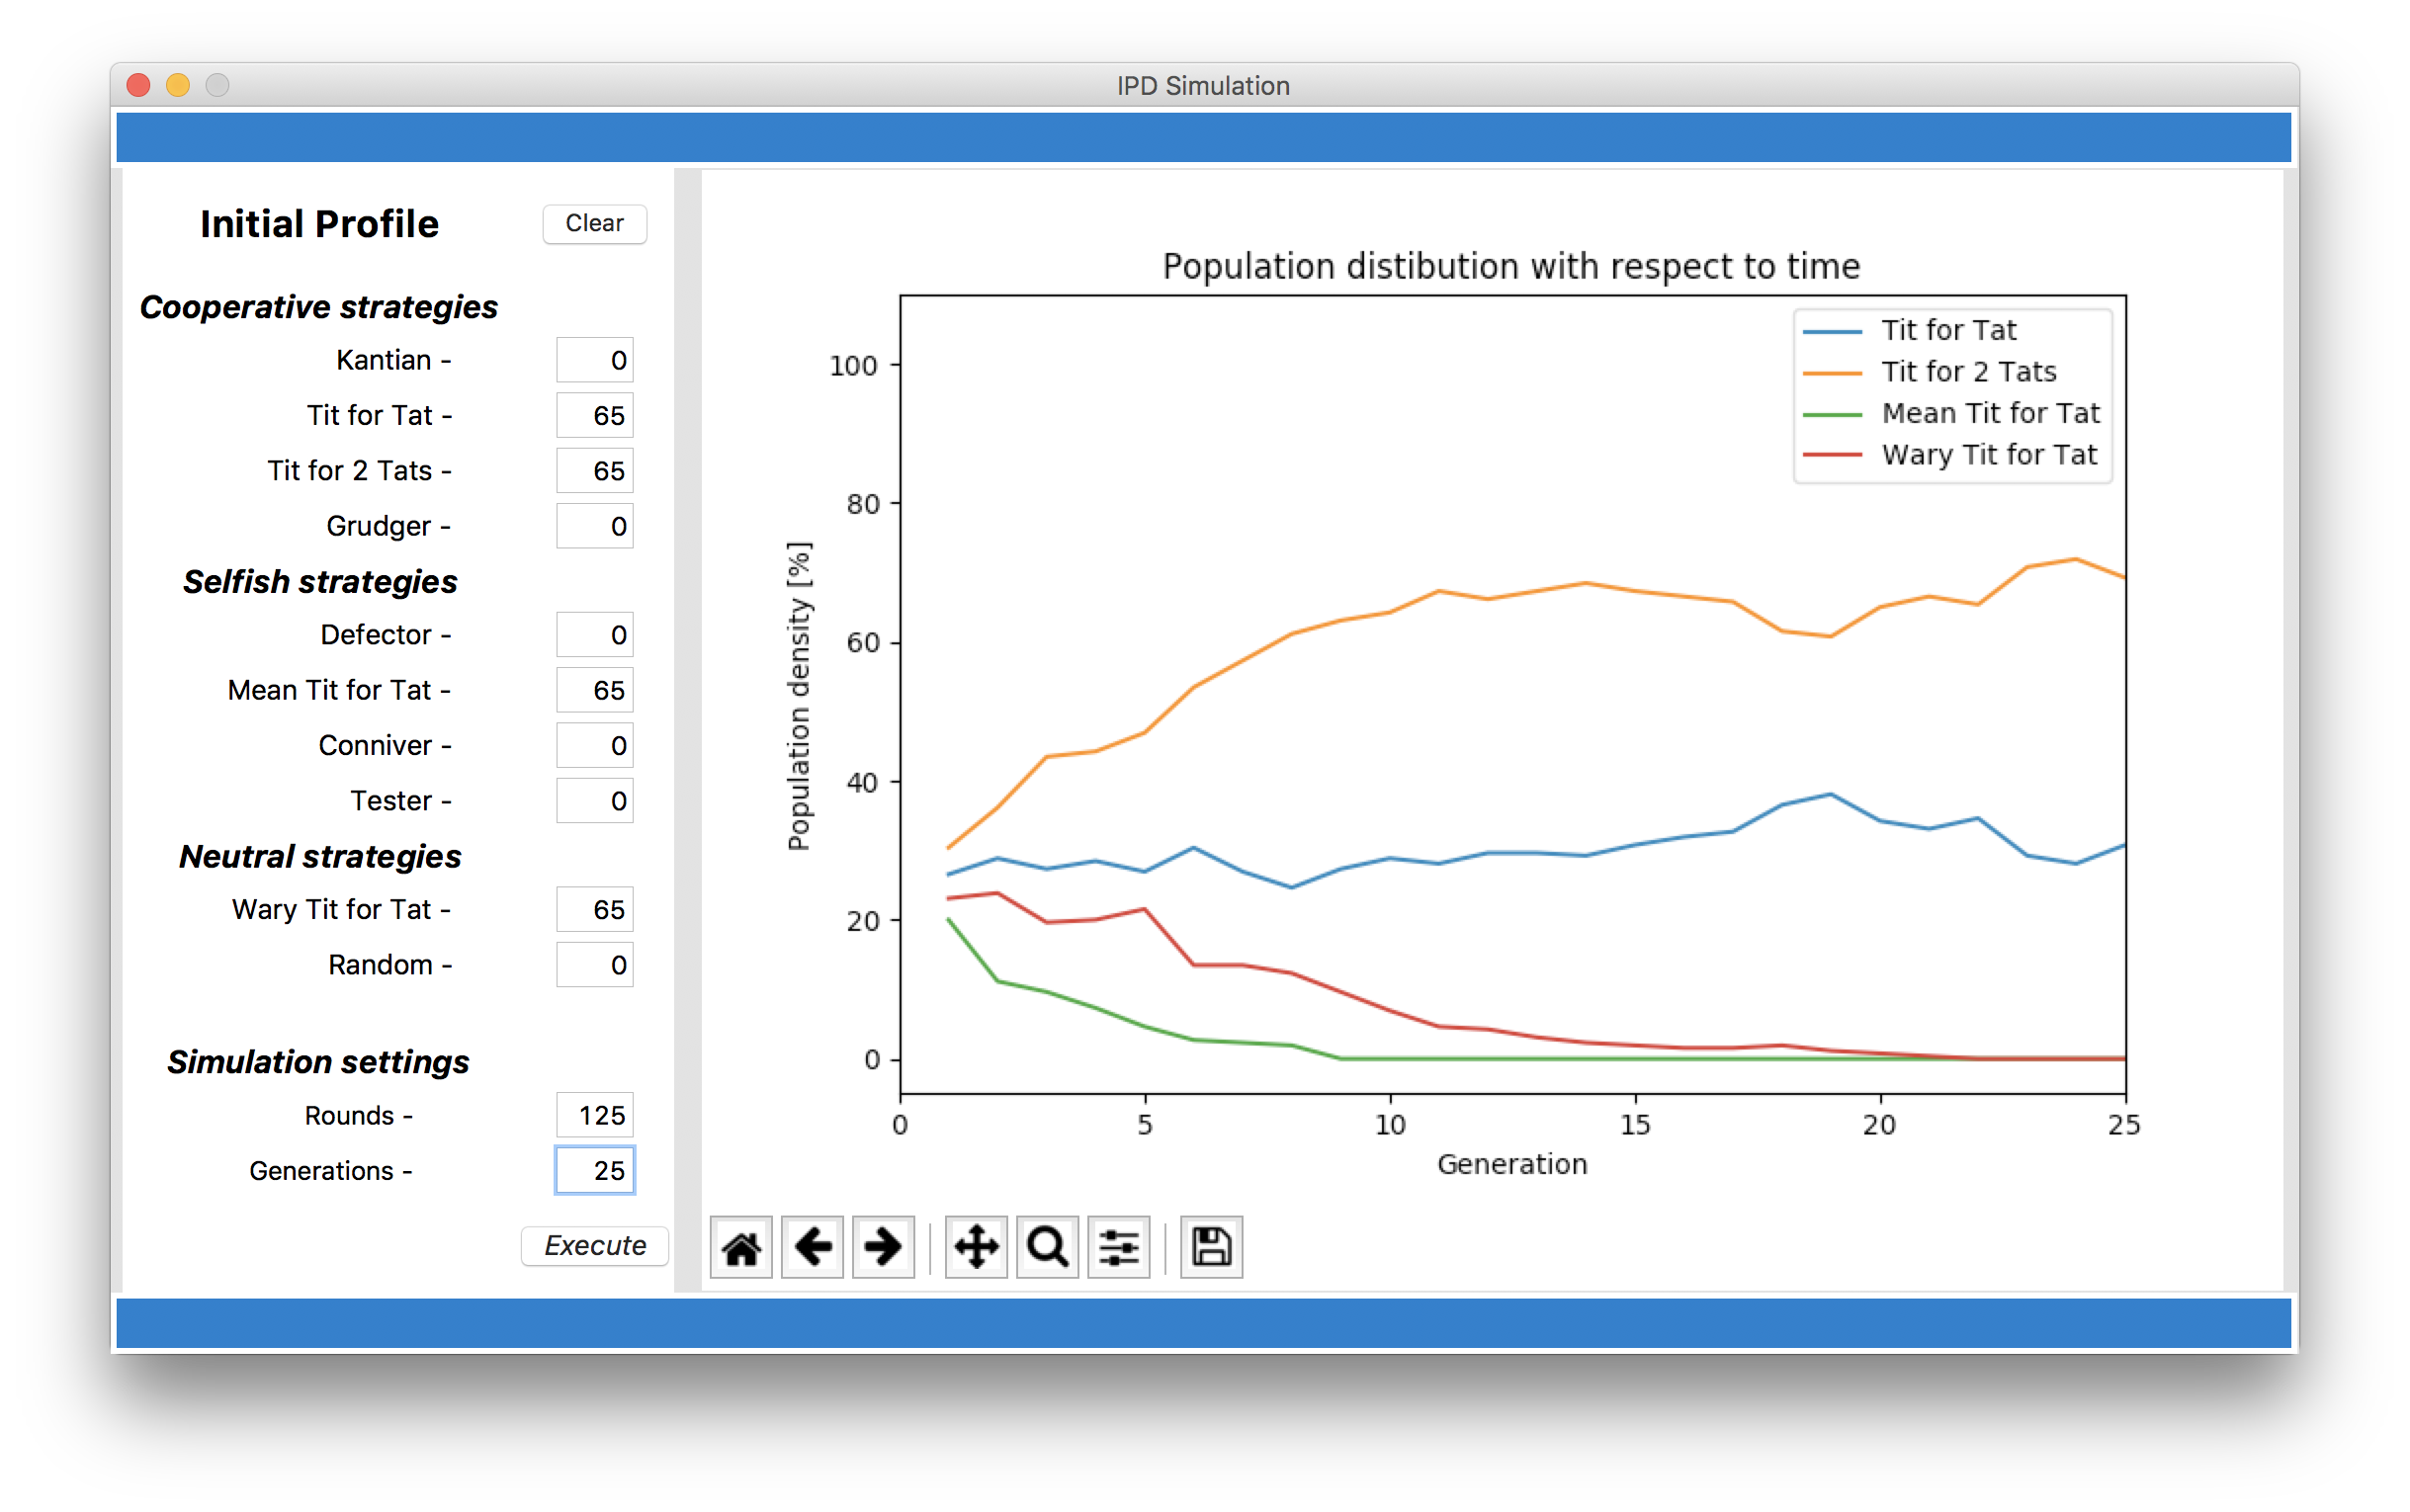 IPD Simulation
Initial Profile
Clear
Cooperative strategies
Kantian - 0
Tit for Tat - 65
Tit for 2 Tats - 65
Grudger - 0
Selfish strategies
Defector - 0
Mean Tit for Tat - 65
Conniver - 0
Tester - 0
Neutral strategies
Wary Tit for Tat - 65
Random - 0
Simulation settings
Rounds - 125
Generations - 25
Execute
Population distibution with respect to time
Tit for Tat
Tit for 2 Tats
Mean Tit for Tat
Wary Tit for Tat
Population density [%]
100
80
60
40
20
0
0 5 10 15 20 25
Generation